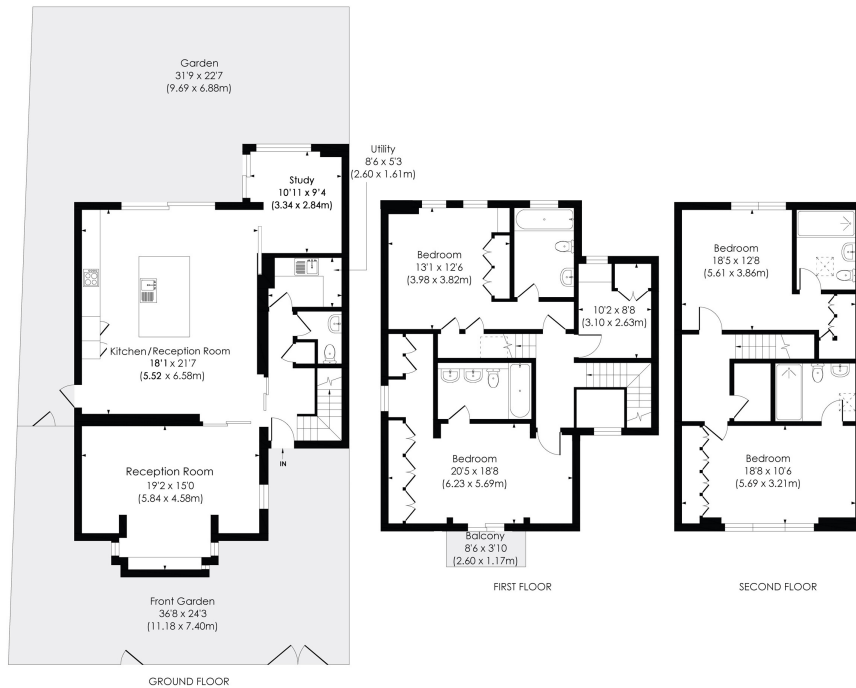 Garden
31'9 x 22'7
(9.69 x 6.88m)
Utility
8'6 x 5'3
(2.60 x 1.61m)
Study
10'11 x 9'4
(3.34 x 2.84m)
Kitchen/Reception Room
18'1 x 21'7
(5.52 x 6.58m)
Reception Room
19'2 x 15'0
(5.84 x 4.58m)
IN
Front Garden
36'8 x 24'3
(11.18 x 7.40m)
GROUND FLOOR
Bedroom
13'1 x 12'6
(3.98 x 3.82m)
10'2 x 8'8
(3.10 x 2.63m)
Bedroom
20'5 x 18'8
(6.23 x 5.69m)
Balcony
8'6 x 3'10
(2.60 x 1.17m)
FIRST FLOOR
Bedroom
18'5 x 12'8
(5.61 x 3.86m)
Bedroom
18'8 x 10'6
(5.69 x 3.21m)
SECOND FLOOR